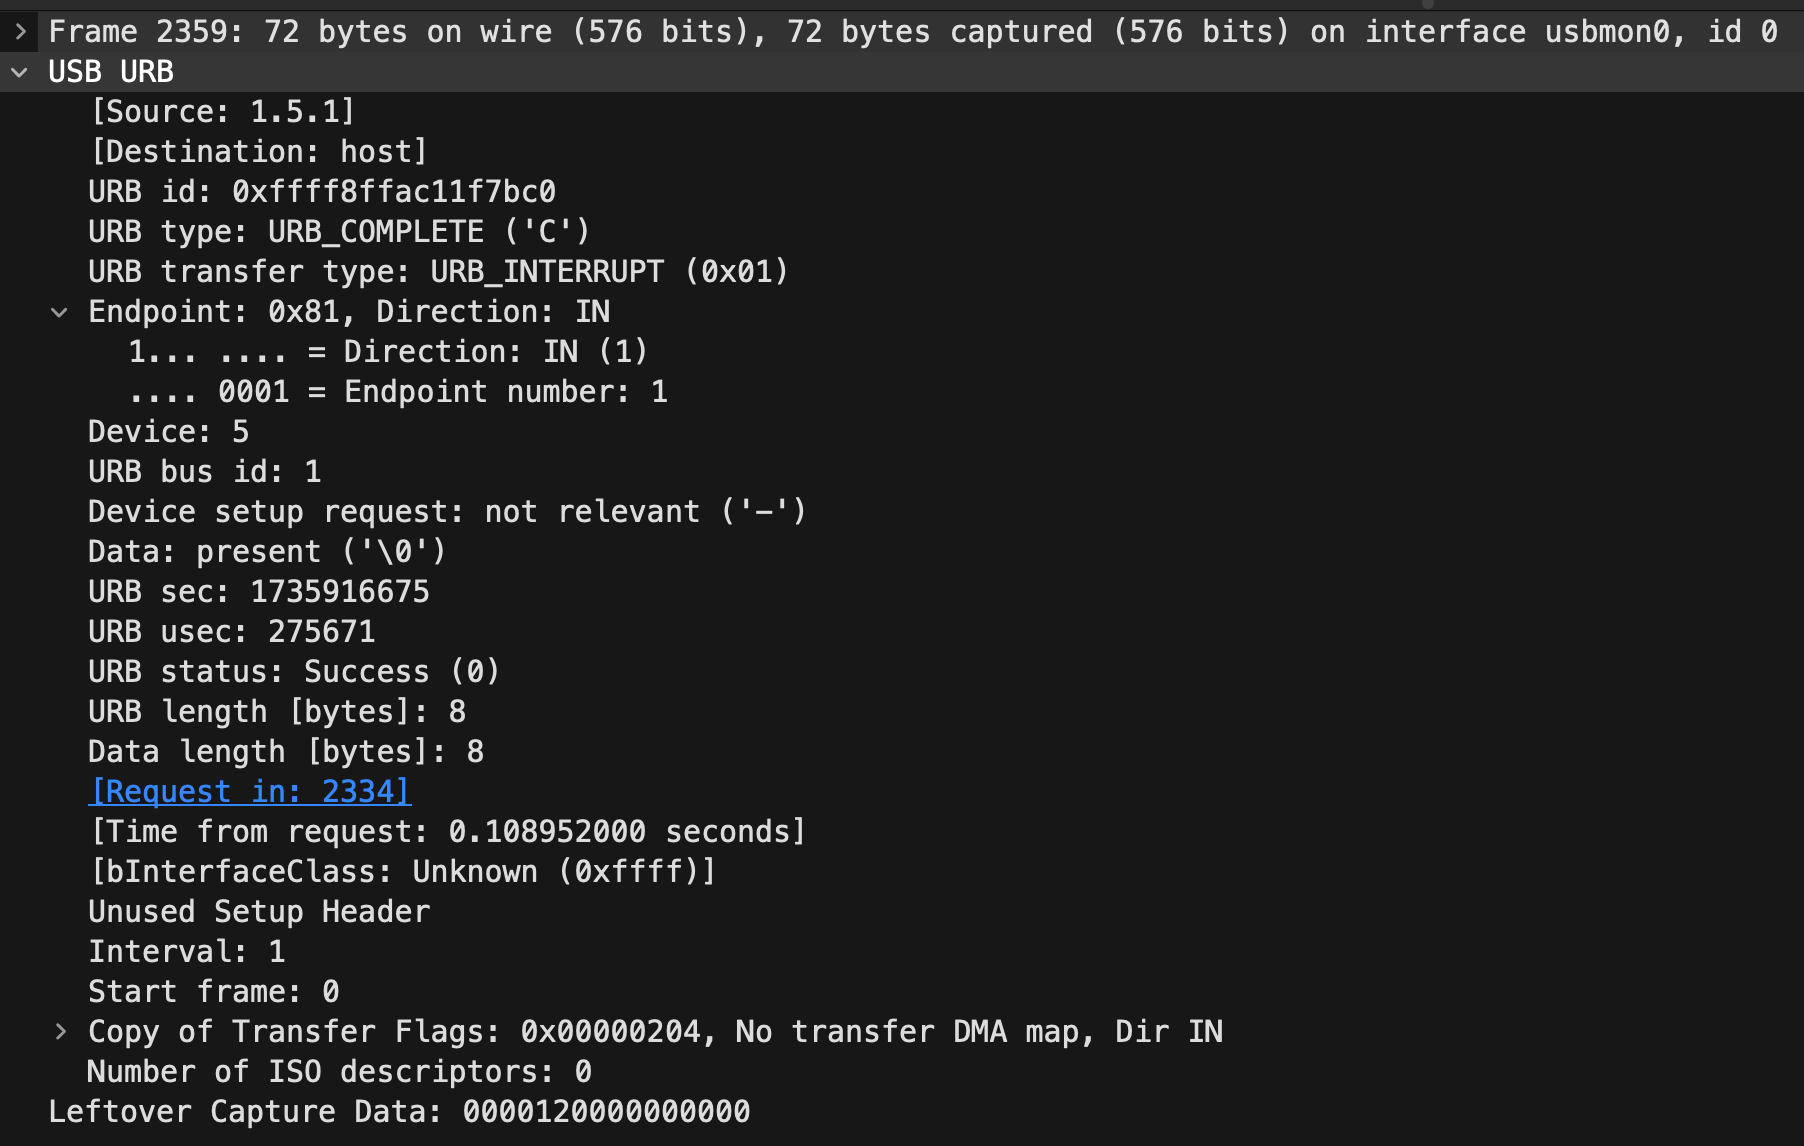 Frame 2359: 72 bytes on wire (576 bits), 72 bytes captured (576 bits) on interface usbmon0, id 0
USB URB
[Source: 1.5.1]
[Destination: host]
URB id: 0xffff8ffac11f7bc0
URB type: URB_COMPLETE ('C')
URB transfer type: URB_INTERRUPT (0x01)
Endpoint: 0x81, Direction: IN
1... .... = Direction: IN (1)
.... 0001 = Endpoint number: 1
Device: 5
URB bus id: 1
Device setup request: not relevant ('-')
Data: present ('\0')
URB sec: 1735916675
URB usec: 275671
URB status: Success (0)
URB length [bytes]: 8
Data length [bytes]: 8
[Request in: 2334]
[Time from request: 0.108952000 seconds]
[bInterfaceClass: Unknown (0xffff)]
Unused Setup Header
Interval: 1
Start frame: 0
Copy of Transfer Flags: 0x00000204, No transfer DMA map, Dir IN
Number of ISO descriptors: 0
Leftover Capture Data: 0000120000000000